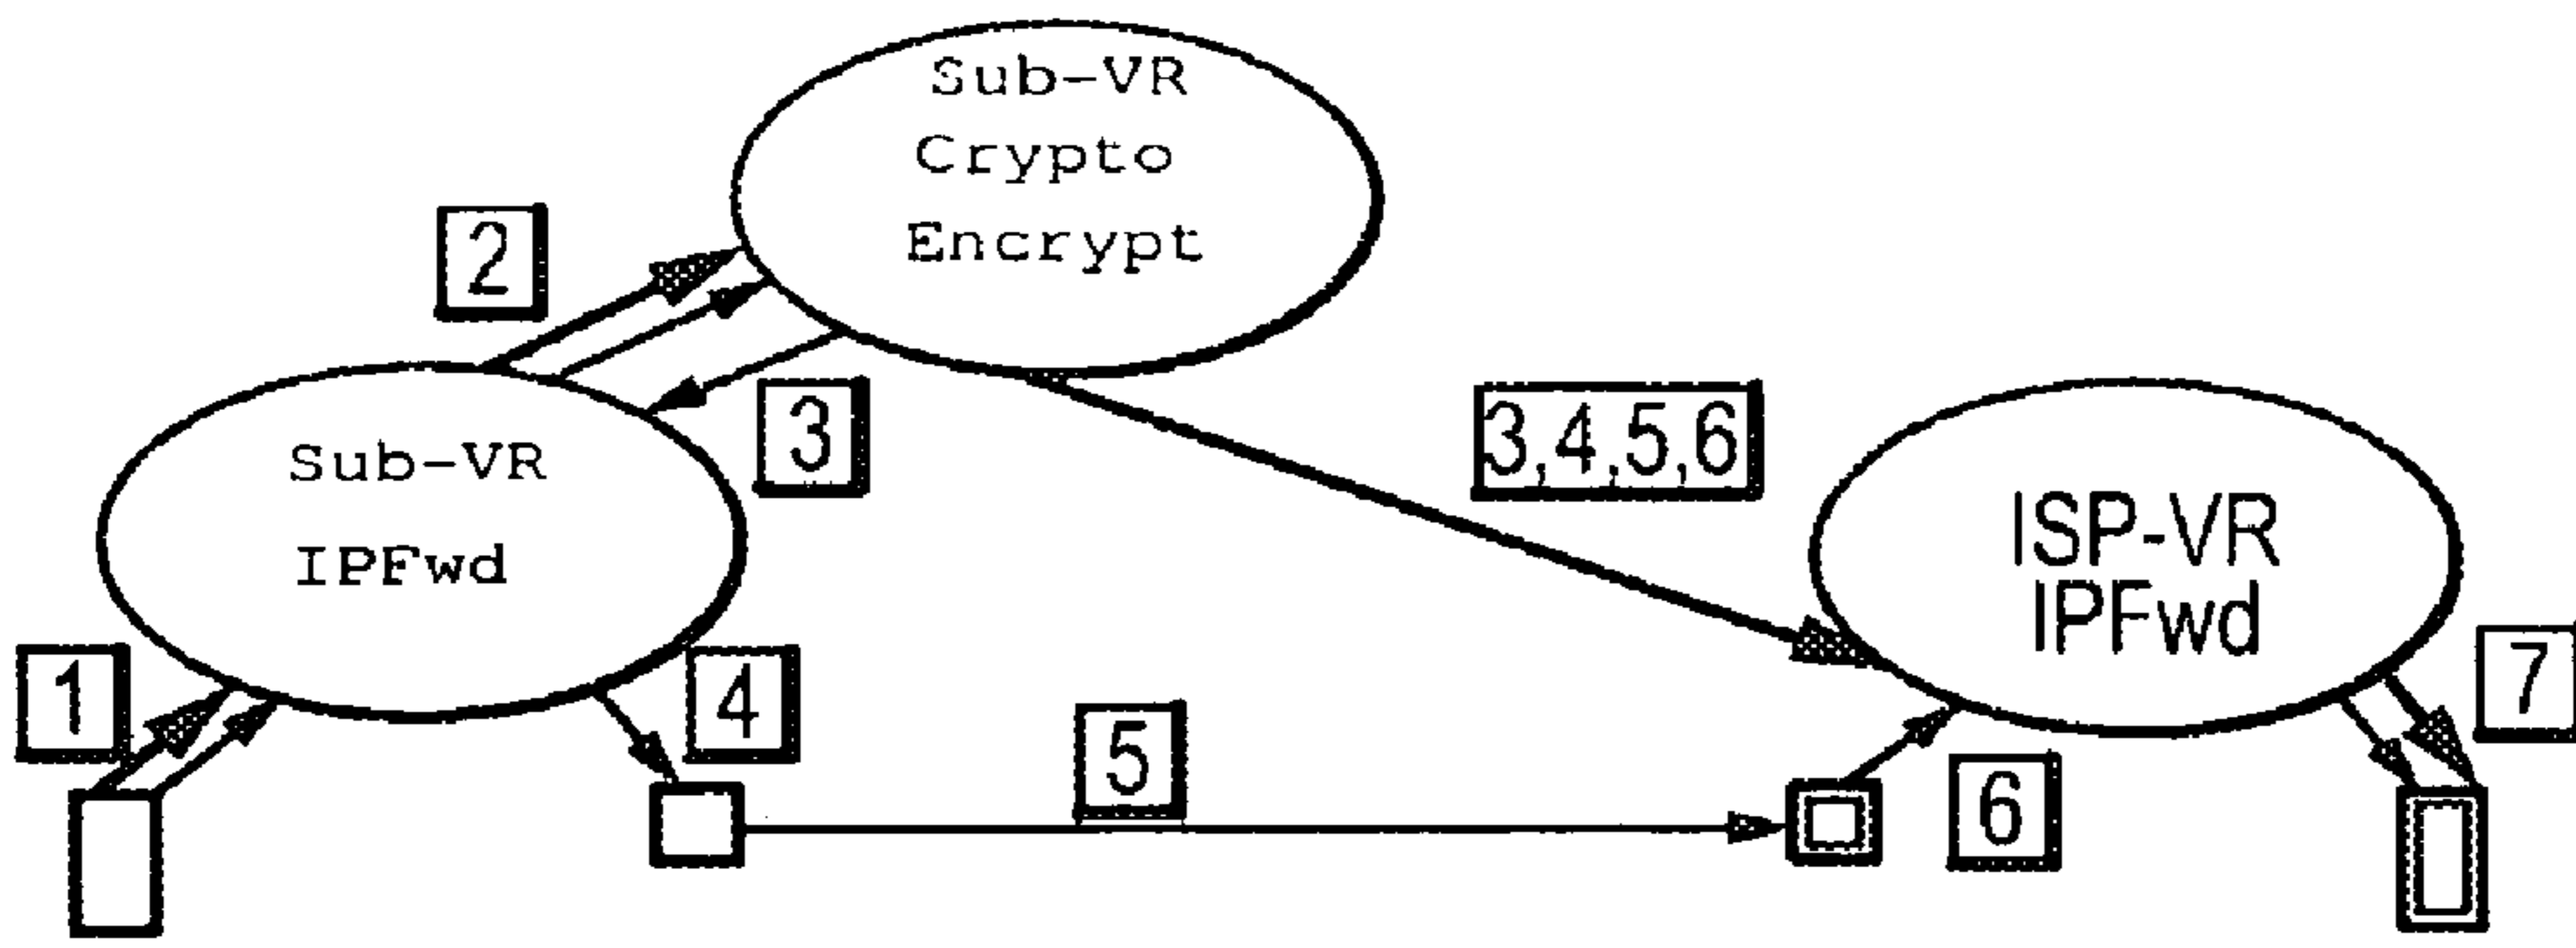 Sub-VR
Crypto
Encrypt
2
3
3,4,5,6
Sub-VR
IPFwd
ISP-VR
IPFwd
1
4
5
6
7